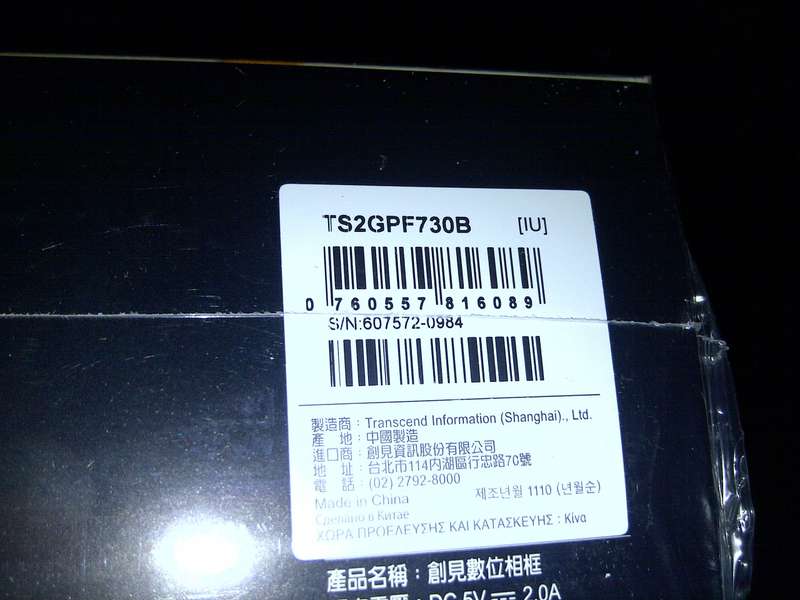 TS2GPF730B [IU]
0 760557 816089
S/N:607572-0984
製造商：Transcend Information (Shanghai)., Ltd.
產 地：中國製造
進口商：創見資訊股份有限公司
地 址：台北市114內湖區行忠路70號
電 話：(02) 2792-8000
Made in China 제조년월 1110 (년월순)
Сделано в Китае
ΧΩΡΑ ΠΡΟΕΛΕΥΣΗΣ ΚΑΙ ΚΑΤΑΣΚΕΥΗΣ : Κίνα
產品名稱：創見數位相框
DC 5V 2.0A